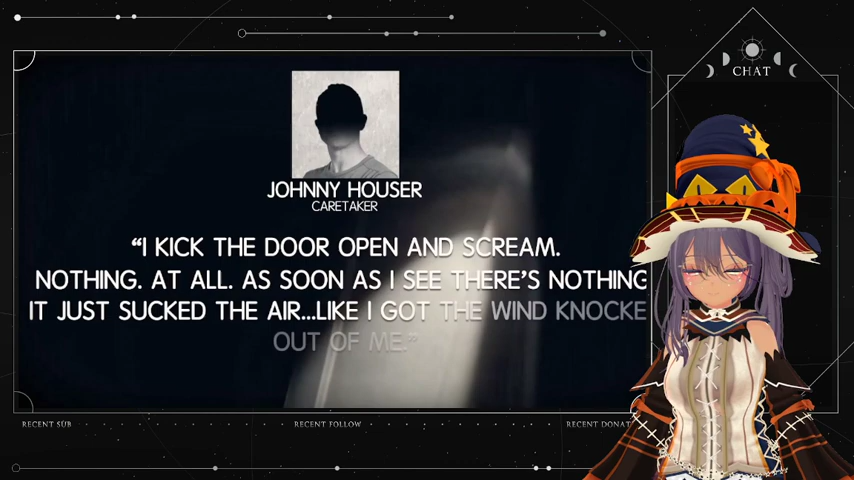 CHAT
JOHNNY HOUSER
CARETAKER
“I KICK THE DOOR OPEN AND SCREAM.
NOTHING. AT ALL. AS SOON AS I SEE THERE’S NOTHING
IT JUST SUCKED THE AIR...LIKE I GOT THE WIND KNOCKE
OUT OF ME.”
RECENT SUB
RECENT FOLLOW
RECENT DONAT